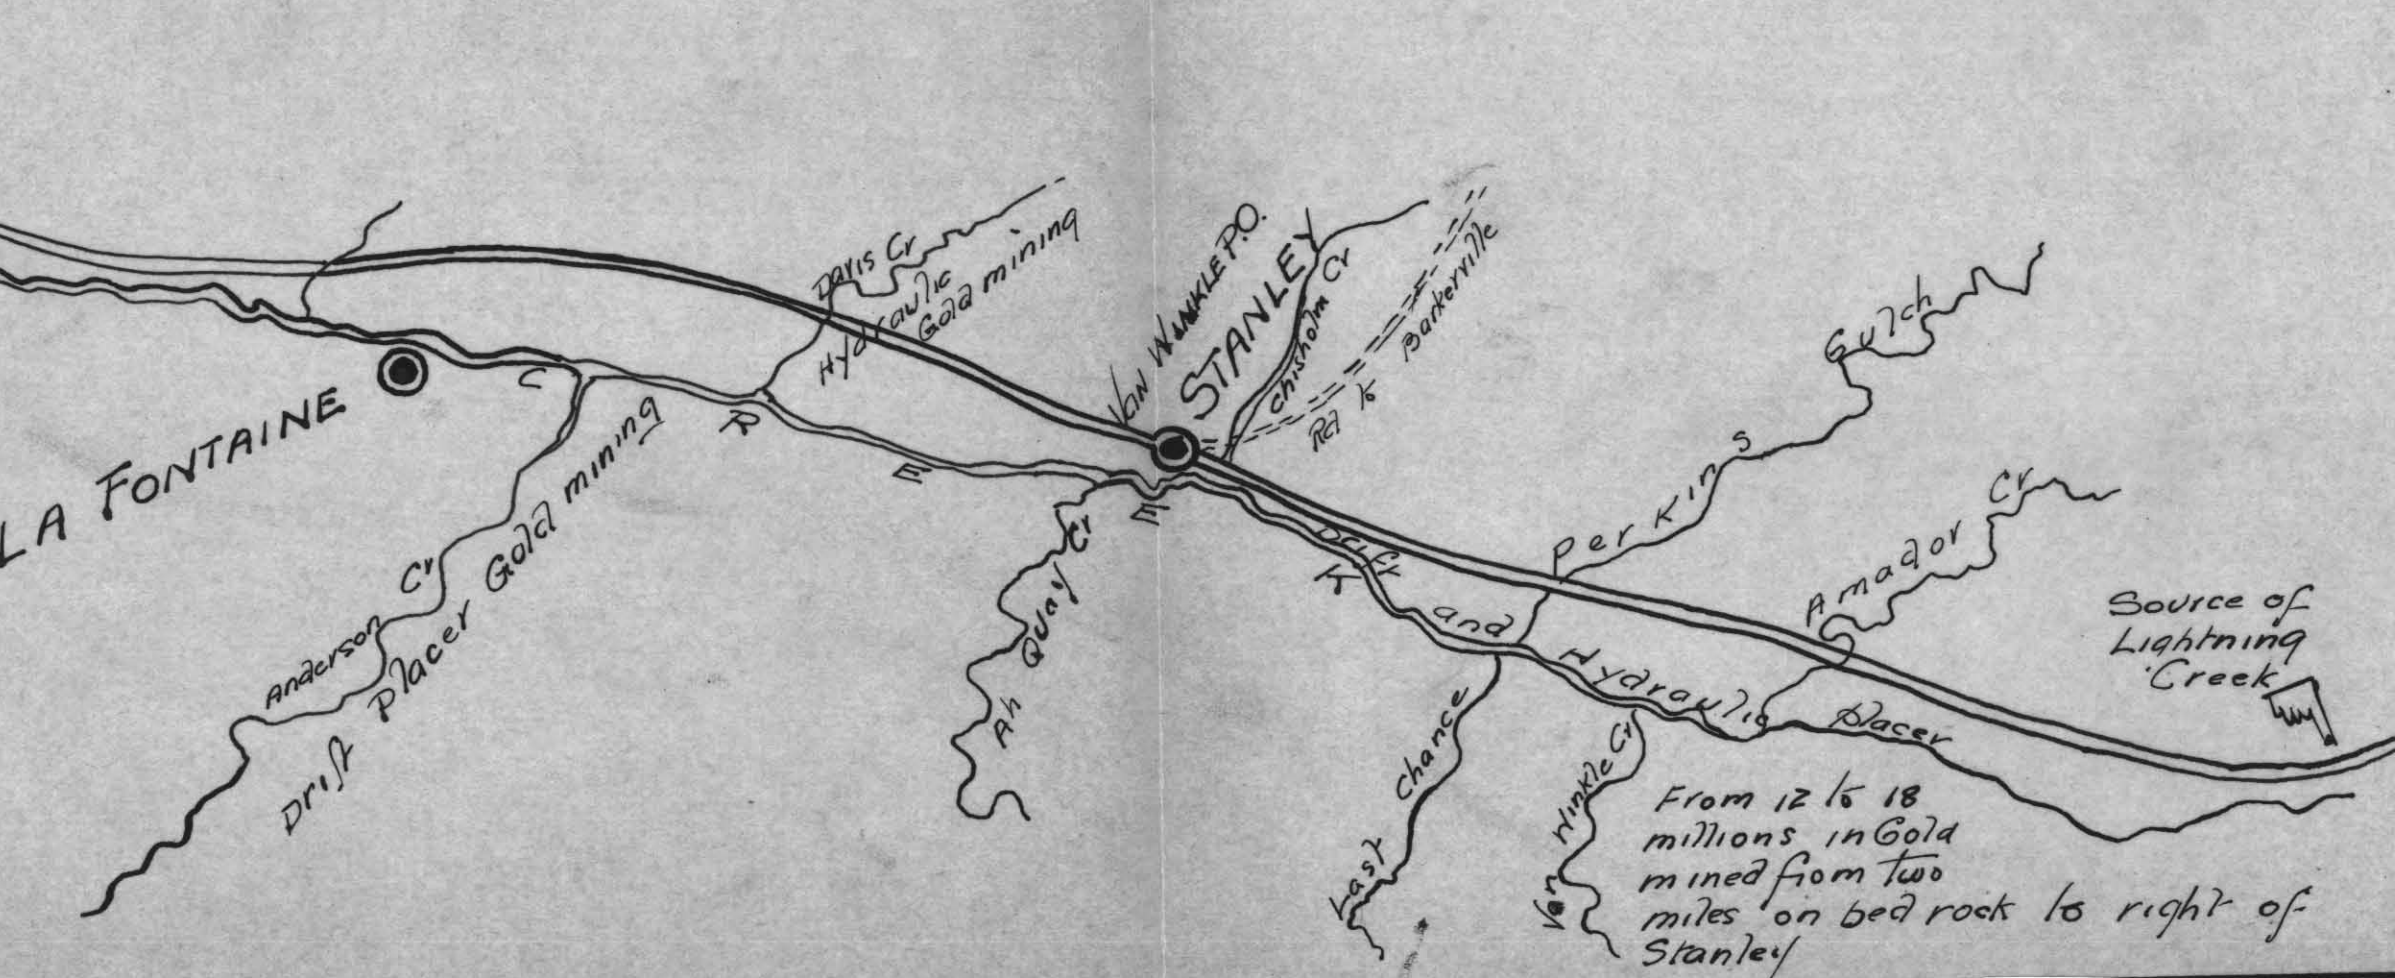 LA FONTAINE
CREEK
Anderson Cr
Drift Placer Gold mining
Davis Cr
Hydraulic
Gold mining
VAN WINKLE P.O.
STANLEY
Chisholm Cr
Rd to Barkerville
Ah Quay Cr
Perkins Gulch
Amador Cr
Drift and Hydraulic placer
Last Chance
Van Winkle Cr
Source of
Lightning
Creek
From 12 to 18
millions in Gold
mined from two
miles on bed rock to right of
Stanley